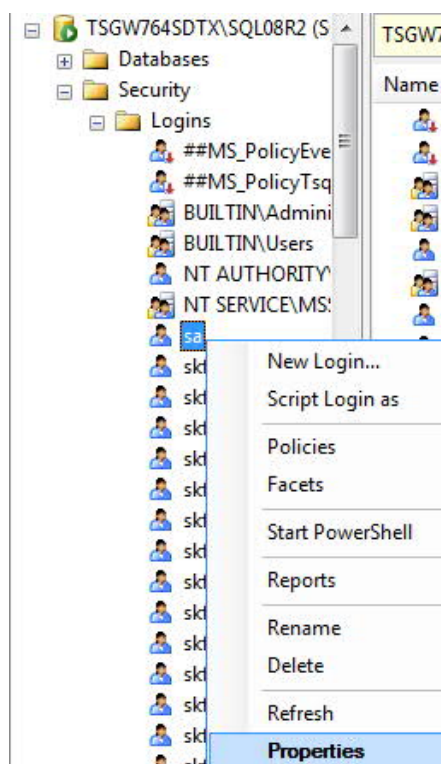 TSGW764SDTX\SQL08R2 (S
TSGW7
Databases
Name
Security
Logins
##MS_PolicyEve
##MS_PolicyTsq
BUILTIN\Admini
BUILTIN\Users
NT AUTHORITY
NT SERVICE\MS
sa
New Login...
Script Login as
Policies
Facets
Start PowerShell
Reports
Rename
Delete
Refresh
Properties